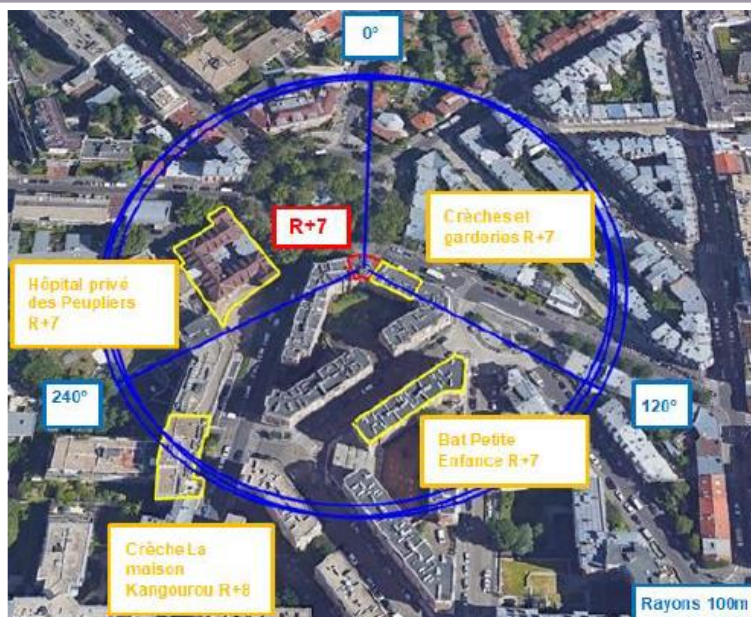 0°
R+7
Crèches et
garderies R+7
Hôpital privé
des Peupliers
R+7
240°
120°
Bat Petite
Enfance R+7
Crèche La
maison
Kangourou R+8
Rayons 100m